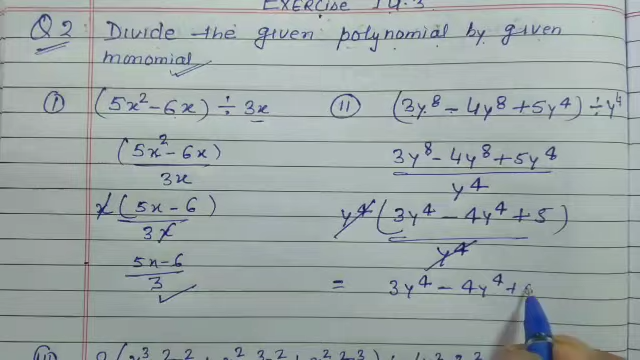 EXERCISE 14.3
Q2 Divide the given polynomial by given
monomial
(i) (5x² - 6x) ÷ 3x
(5x² - 6x)
3x
x(5x - 6)
3x
5x - 6
3
(ii) (3y⁸ - 4y⁸ + 5y⁴) ÷ y⁴
3y⁸ - 4y⁸ + 5y⁴
y⁴
y⁴(3y⁴ - 4y⁴ + 5)
y⁴
= 3y⁴ - 4y⁴ +
(iii)